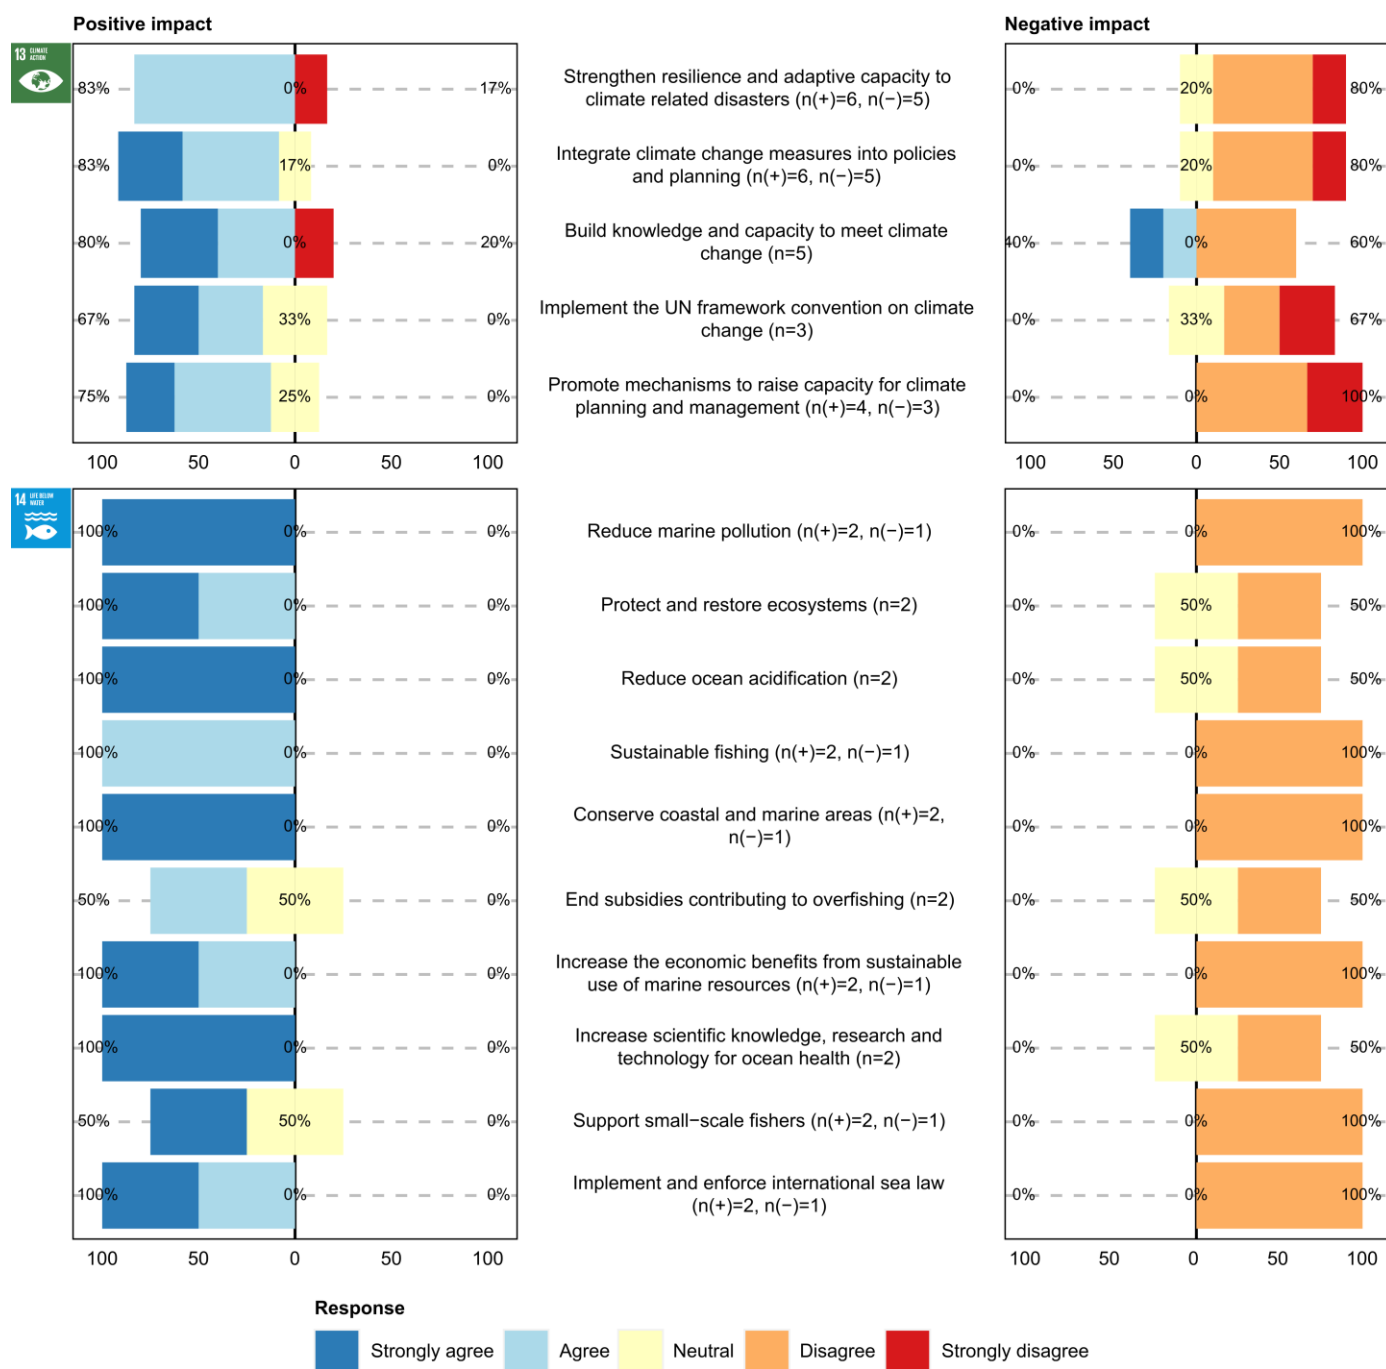 Positive impact
Negative impact
13 CLIMATE
ACTION
83% 0% 17%
Strengthen resilience and adaptive capacity to
climate related disasters (n(+)=6, n(−)=5)
0% 20% 80%
83% 17% 0%
Integrate climate change measures into policies
and planning (n(+)=6, n(−)=5)
0% 20% 80%
80% 0% 20%
Build knowledge and capacity to meet climate
change (n=5)
40% 0% 60%
67% 33% 0%
Implement the UN framework convention on climate
change (n=3)
0% 33% 67%
75% 25% 0%
Promote mechanisms to raise capacity for climate
planning and management (n(+)=4, n(−)=3)
0% 0% 100%
100 50 0 50 100
100 50 0 50 100
14 LIFE BELOW
WATER
100% 0% 0%
Reduce marine pollution (n(+)=2, n(−)=1)
0% 0% 100%
100% 0% 0%
Protect and restore ecosystems (n=2)
0% 50% 50%
100% 0% 0%
Reduce ocean acidification (n=2)
0% 50% 50%
100% 0% 0%
Sustainable fishing (n(+)=2, n(−)=1)
0% 0% 100%
100% 0% 0%
Conserve coastal and marine areas (n(+)=2,
n(−)=1)
0% 0% 100%
50% 50% 0%
End subsidies contributing to overfishing (n=2)
0% 50% 50%
100% 0% 0%
Increase the economic benefits from sustainable
use of marine resources (n(+)=2, n(−)=1)
0% 0% 100%
100% 0% 0%
Increase scientific knowledge, research and
technology for ocean health (n=2)
0% 50% 50%
50% 50% 0%
Support small−scale fishers (n(+)=2, n(−)=1)
0% 0% 100%
100% 0% 0%
Implement and enforce international sea law
(n(+)=2, n(−)=1)
0% 0% 100%
100 50 0 50 100
100 50 0 50 100
Response
Strongly agree Agree Neutral Disagree Strongly disagree